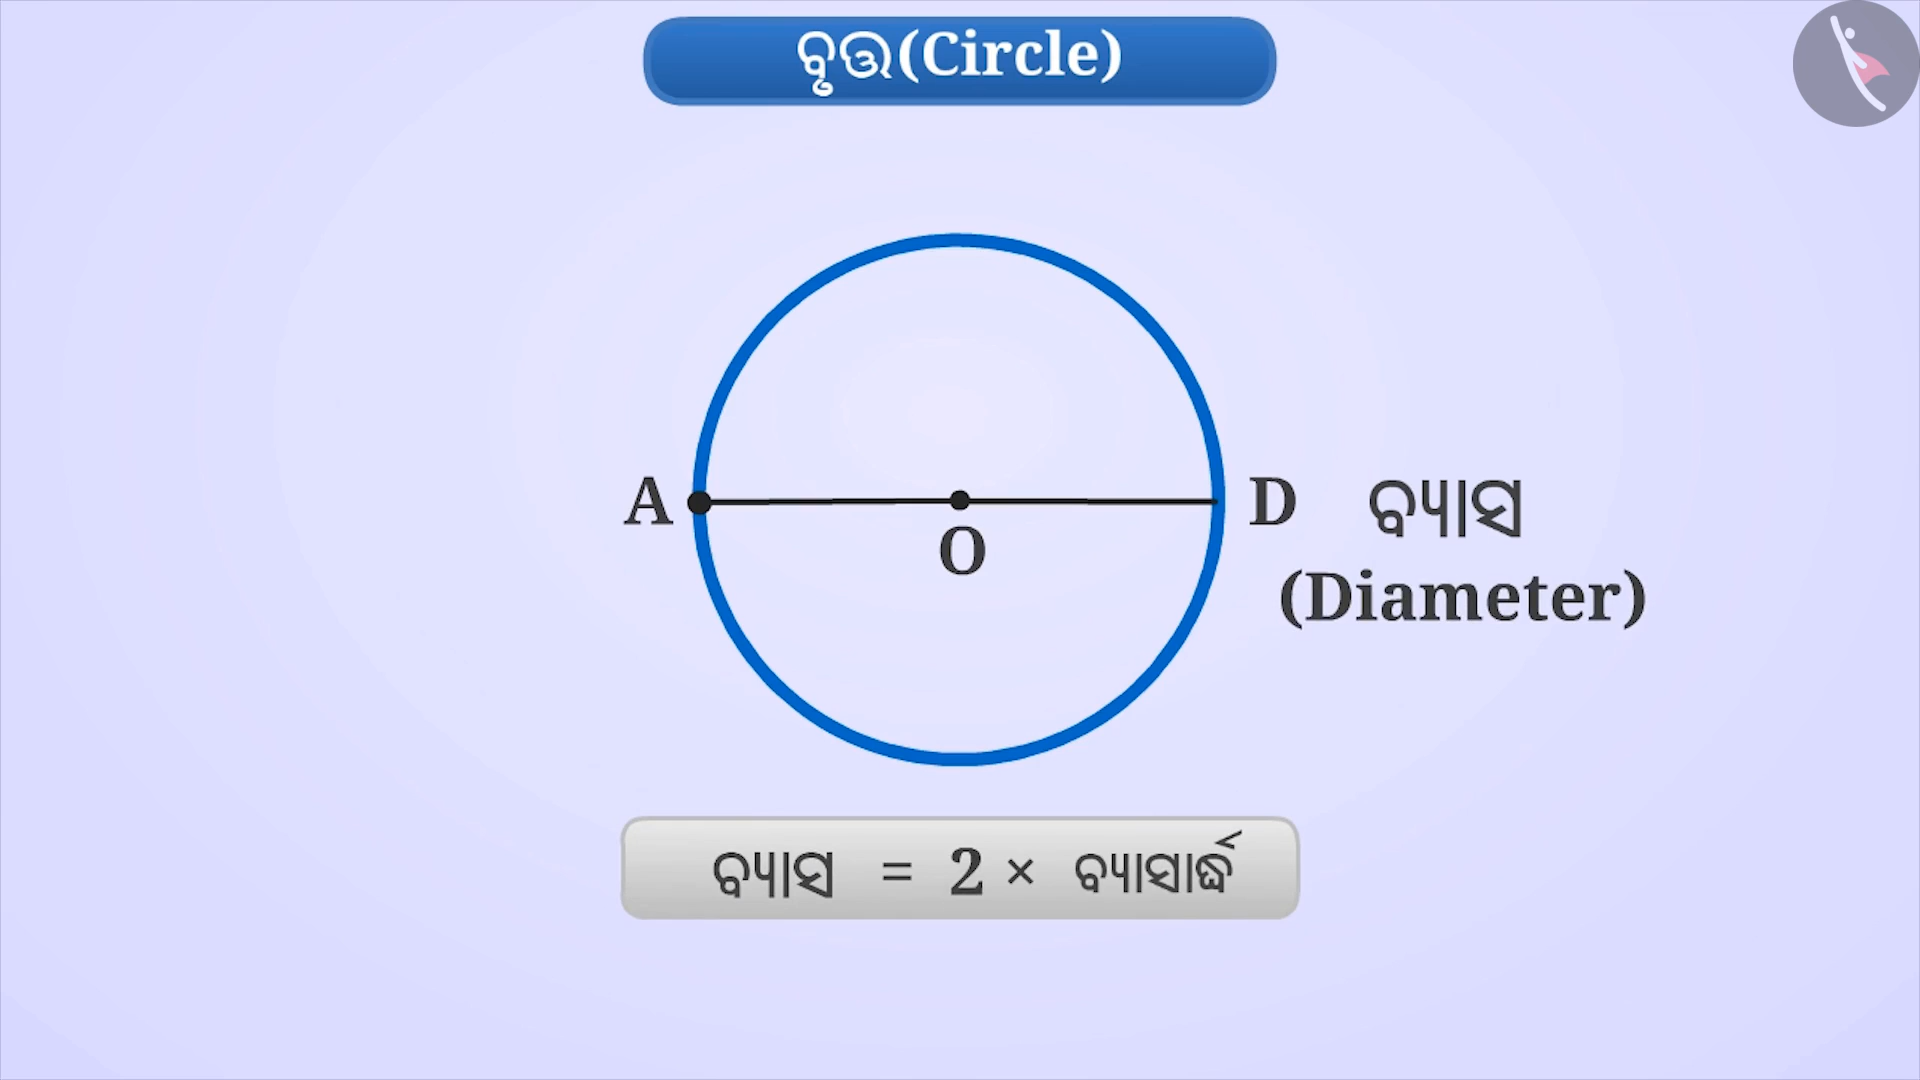 ବୃତ୍ତ(Circle)
A
D ବ୍ୟାସ
O
(Diameter)
ବ୍ୟାସ = 2 × ବ୍ୟାସାର୍ଦ୍ଧ